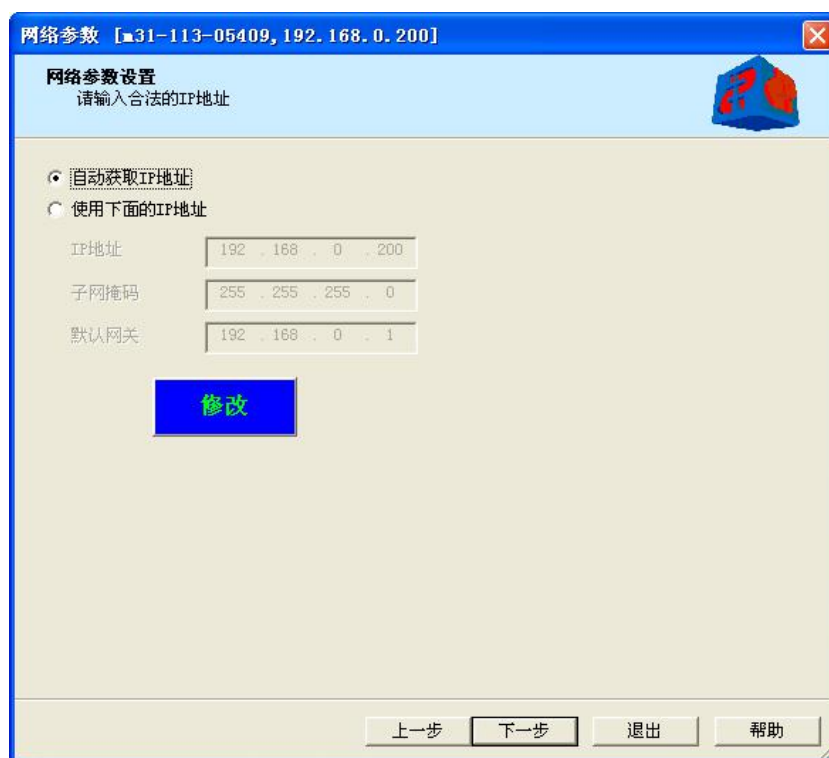 网络参数 [m31-113-05409,192.168.0.200]
网络参数设置
请输入合法的IP地址
自动获取IP地址
使用下面的IP地址
IP地址 192 . 168 . 0 . 200
子网掩码 255 . 255 . 255 . 0
默认网关 192 . 168 . 0 . 1
修改
上一步 下一步 退出 帮助